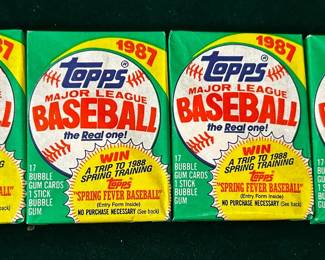 87
BALL
1987
Topps®
MAJOR LEAGUE
BASEBALL
the Real one!
WIN
A TRIP TO 1988
SPRING TRAINING
Topps
"SPRING FEVER BASEBALL"
(Entry Form Inside)
NO PURCHASE NECESSARY (See back)
17
BUBBLE
GUM CARDS
1 STICK
BUBBLE
GUM
1987
Topps®
MAJOR LEAGUE
BASEBALL
the Real one!
WIN
A TRIP TO 1988
SPRING TRAINING
Topps
"SPRING FEVER BASEBALL"
(Entry Form Inside)
NO PURCHASE NECESSARY (See back)
17
BUBBLE
GUM CARDS
1 STICK
BUBBLE
GUM
17